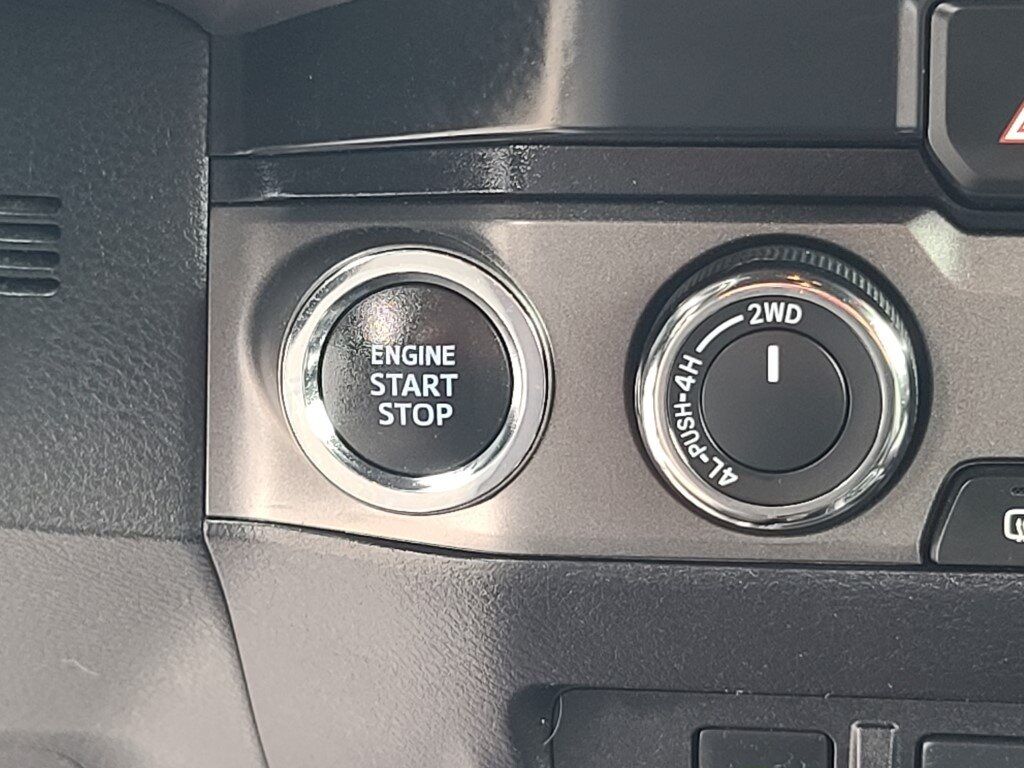 ENGINE
START
STOP
2WD
4L-PUSH-4H